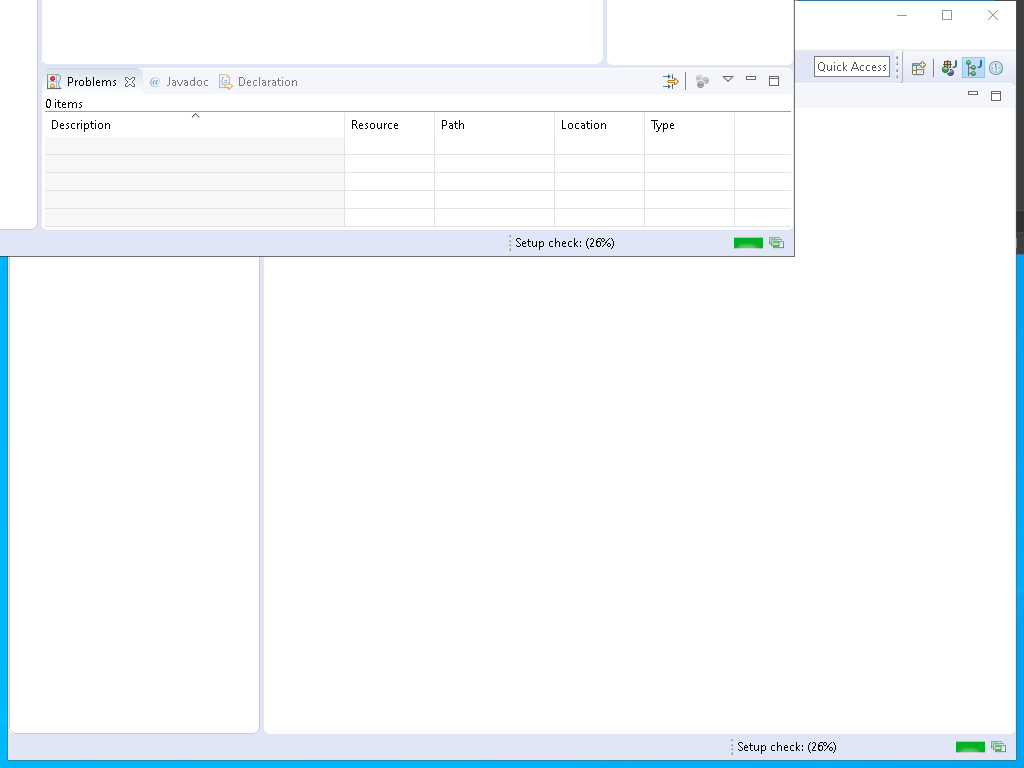 Quick Access
Problems
Javadoc
Declaration
0 items
Description Resource Path Location Type
Setup check: (26%)
Setup check: (26%)